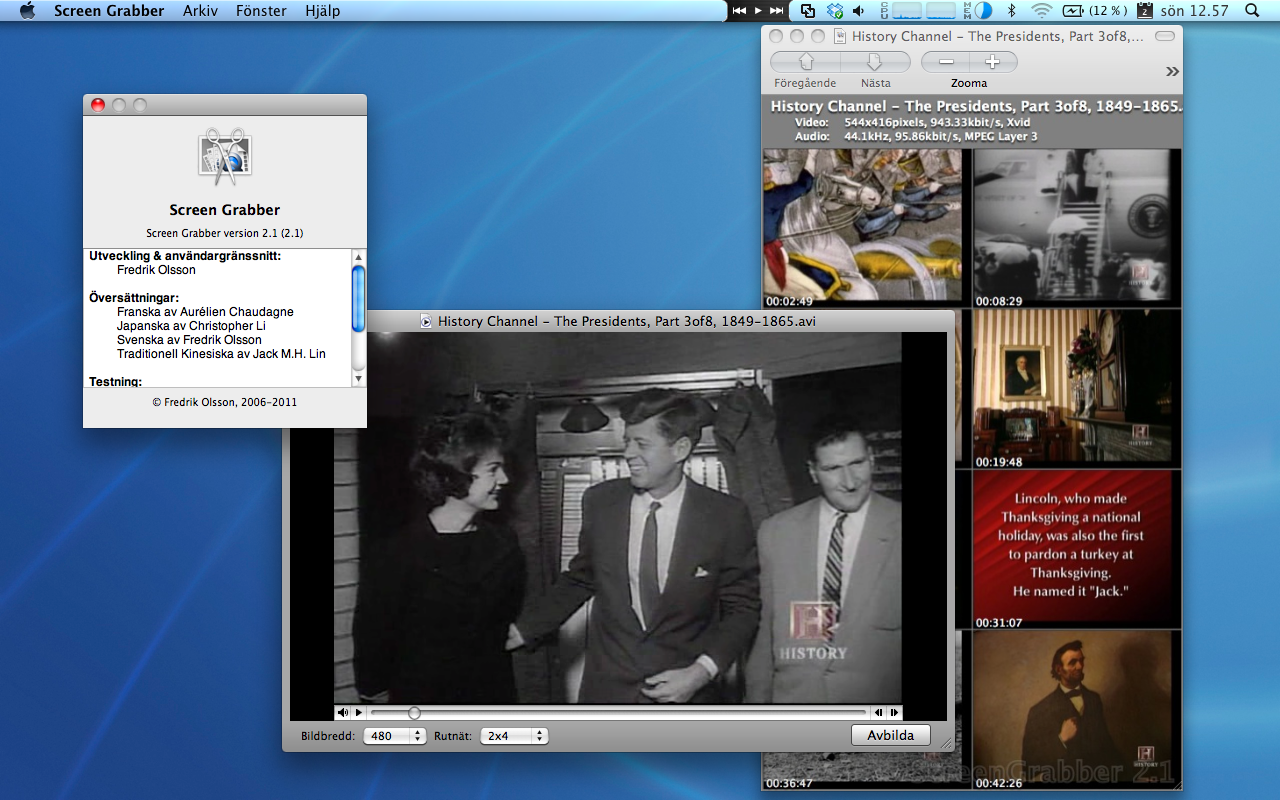 Screen Grabber Arkiv Fönster Hjälp
CPU
MEM
(12 %)
2
sön 12.57
Screen Grabber
Screen Grabber version 2.1 (2.1)
Utveckling & användargränssnitt:
Fredrik Olsson
Översättningar:
Franska av Aurélien Chaudagne
Japanska av Christopher Li
Svenska av Fredrik Olsson
Traditionell Kinesiska av Jack M.H. Lin
Testning:
© Fredrik Olsson, 2006–2011
History Channel – The Presidents, Part 3of8, 1849–1865.avi
H
HISTORY
Bildbredd: 480 Rutnät: 2x4 Avbilda
History Channel – The Presidents, Part 3of8,...
Föregående Nästa Zooma
History Channel – The Presidents, Part 3of8, 1849–1865.
Video: 544x416pixels, 943.33kbit/s, Xvid
Audio: 44.1kHz, 95.86kbit/s, MPEG Layer 3
00:02:49
HISTORY
00:08:29
HISTORY
00:19:48
Lincoln, who made
Thanksgiving a national
holiday, was also the first
to pardon a turkey at
Thanksgiving.
He named it "Jack."
00:31:07
00:36:47
HISTORY
00:42:26
ScreenGrabber 2.1